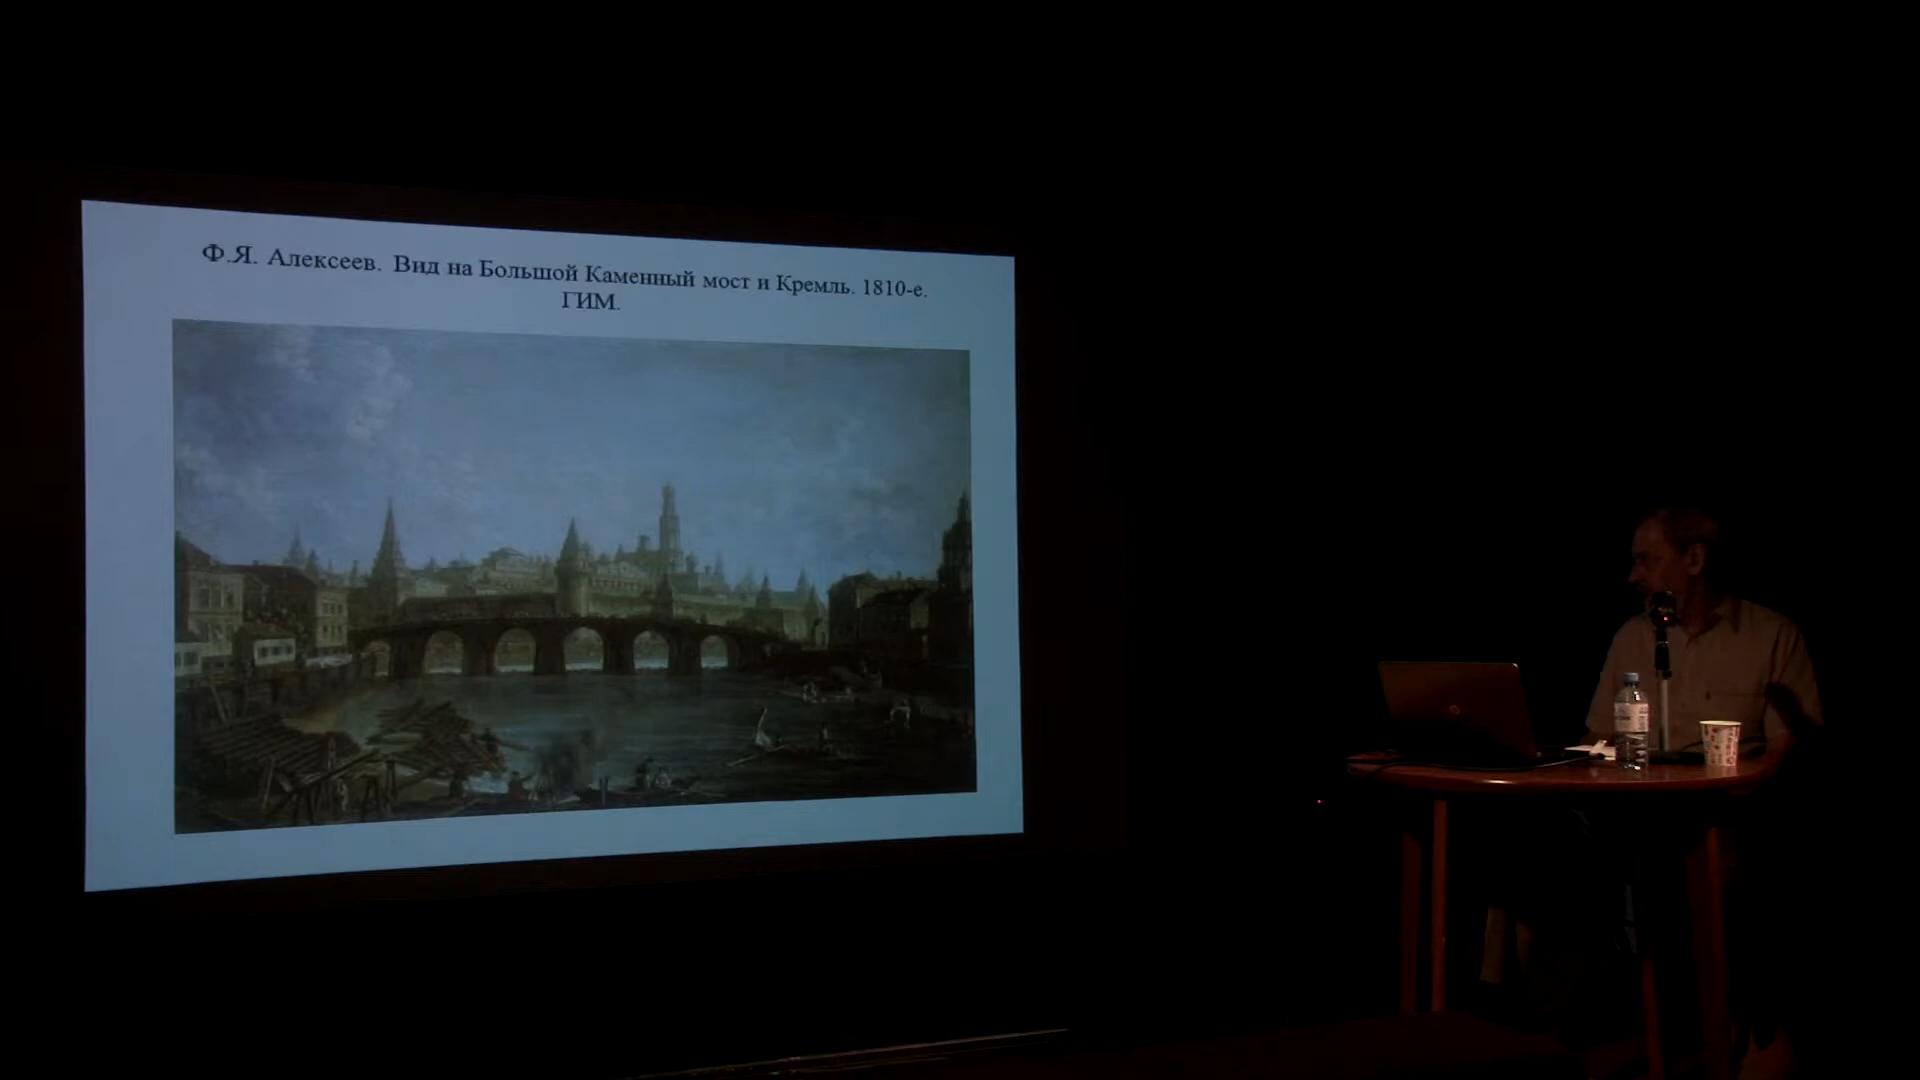 Ф.Я. Алексеев. Вид на Большой Каменный мост и Кремль. 1810-е.
ГИМ.